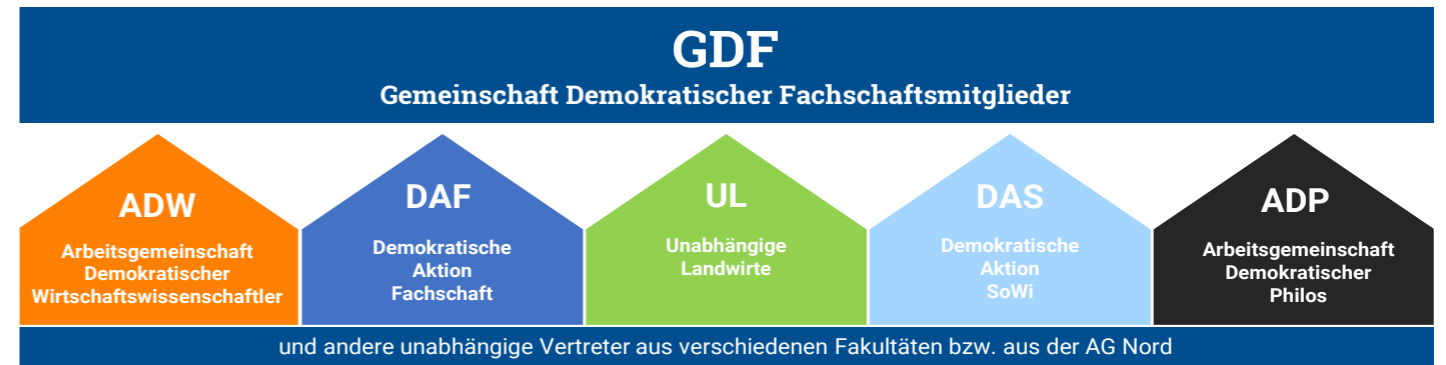 GDF
Gemeinschaft Demokratischer Fachschaftsmitglieder
ADW
Arbeitsgemeinschaft
Demokratischer
Wirtschaftswissenschaftler
DAF
Demokratische
Aktion
Fachschaft
UL
Unabhängige
Landwirte
DAS
Demokratische
Aktion
SoWi
ADP
Arbeitsgemeinschaft
Demokratischer
Philos
und andere unabhängige Vertreter aus verschiedenen Fakultäten bzw. aus der AG Nord